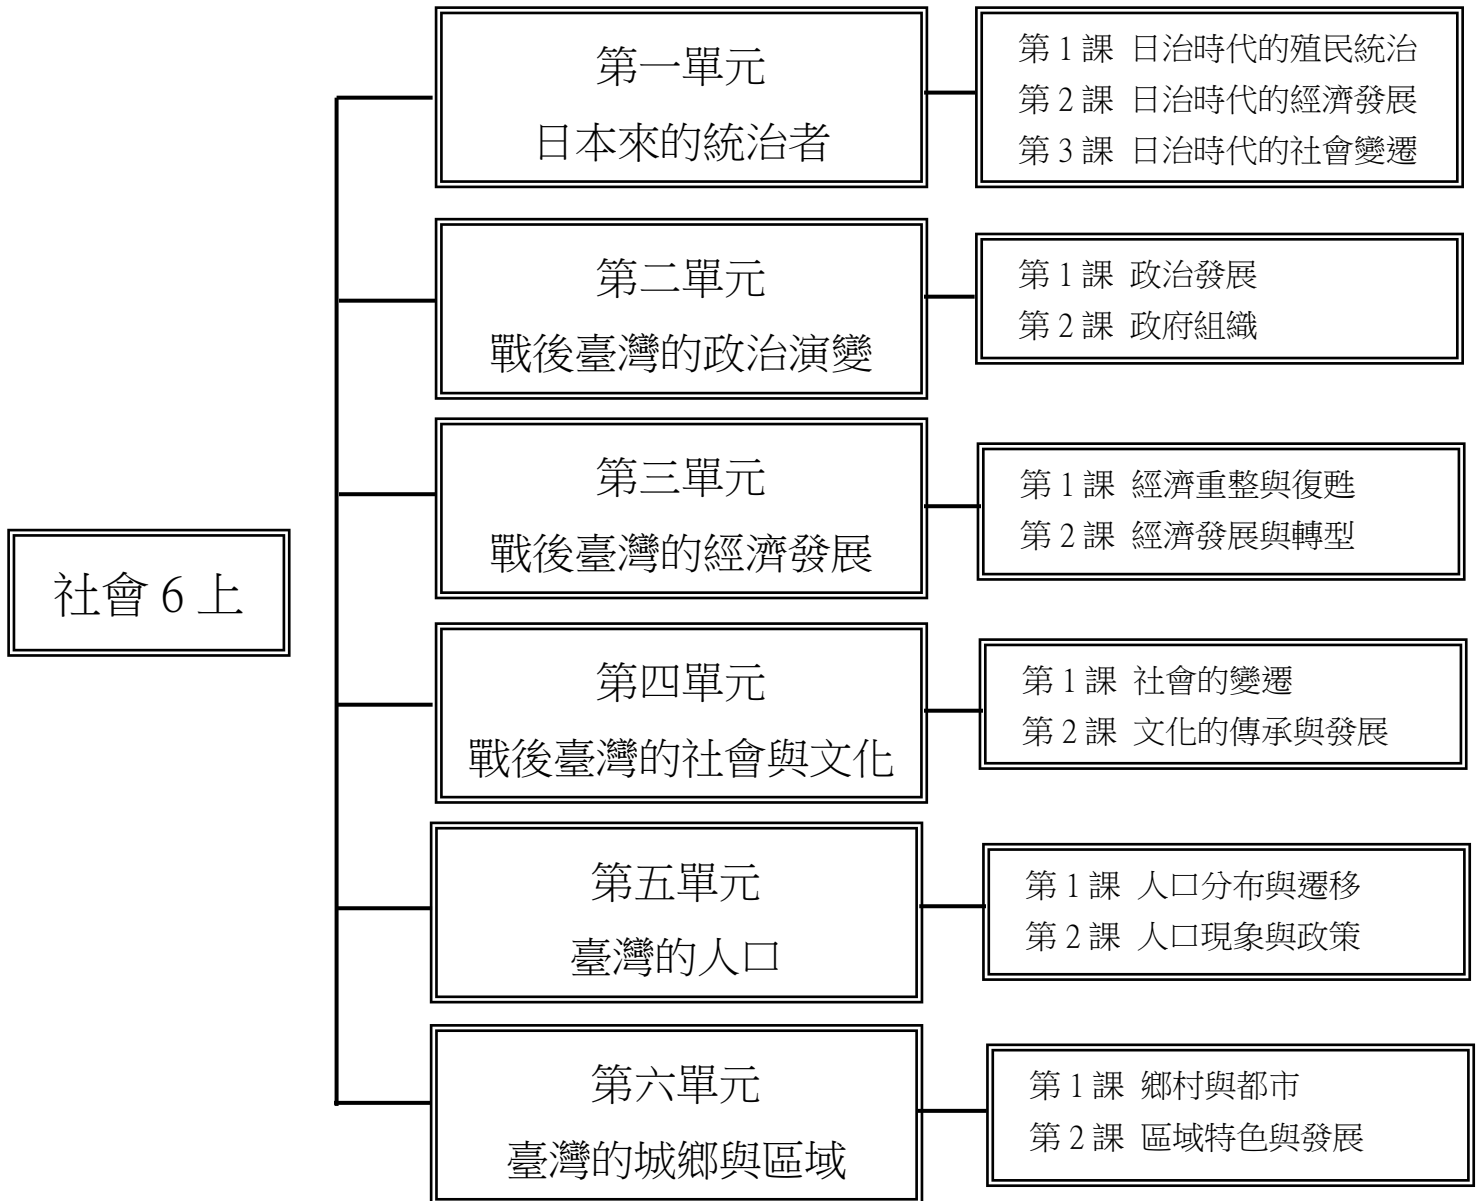 社會 6 上
第一單元
日本來的統治者
第 1 課 日治時代的殖民統治
第 2 課 日治時代的經濟發展
第 3 課 日治時代的社會變遷
第二單元
戰後臺灣的政治演變
第 1 課 政治發展
第 2 課 政府組織
第三單元
戰後臺灣的經濟發展
第 1 課 經濟重整與復甦
第 2 課 經濟發展與轉型
第四單元
戰後臺灣的社會與文化
第 1 課 社會的變遷
第 2 課 文化的傳承與發展
第五單元
臺灣的人口
第 1 課 人口分布與遷移
第 2 課 人口現象與政策
第六單元
臺灣的城鄉與區域
第 1 課 鄉村與都市
第 2 課 區域特色與發展